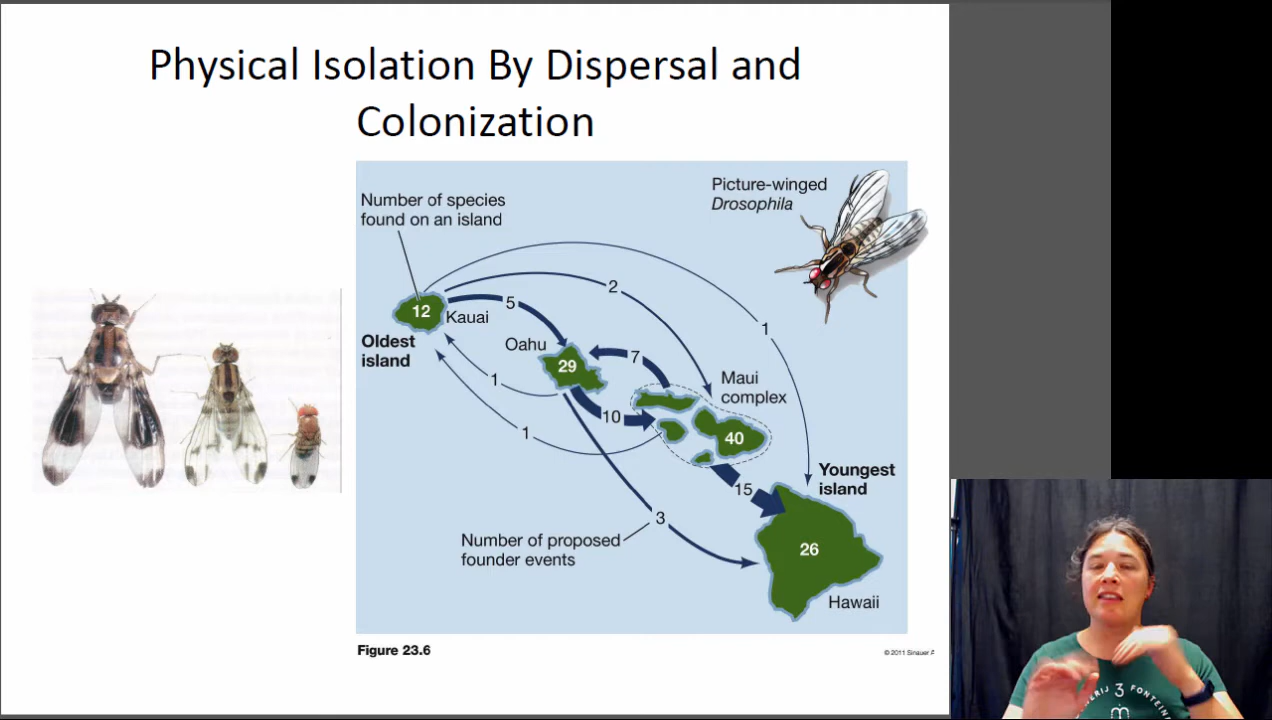 Physical Isolation By Dispersal and
Colonization
Number of species
found on an island
Picture-winged
Drosophila
2
5
1
12
Kauai
Oldest
island
Oahu
29
7
1
Maui
complex
10
40
1
Youngest
island
15
3
Number of proposed
founder events
26
Hawaii
Figure 23.6
© 2011 Sinauer
3 FONTEIN